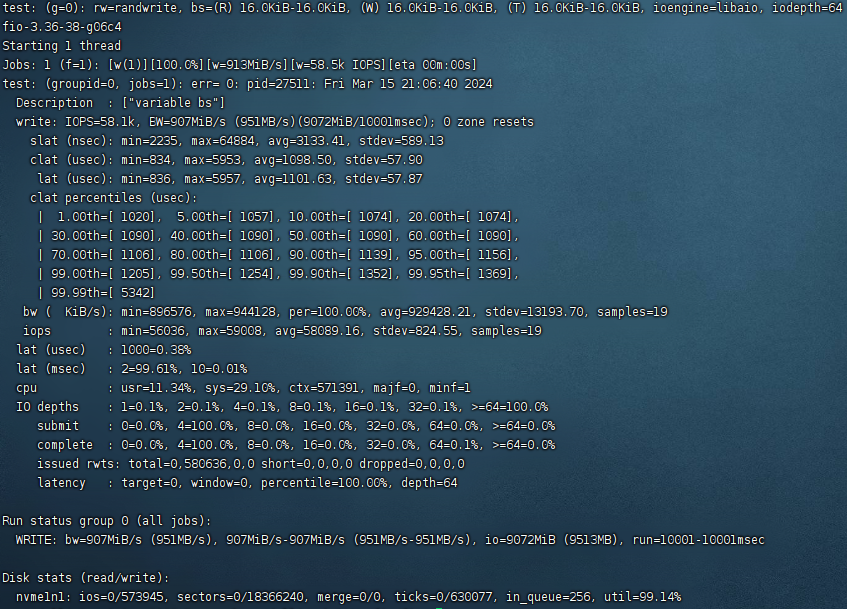 test: (g=0): rw=randwrite, bs=(R) 16.0KiB-16.0KiB, (W) 16.0KiB-16.0KiB, (T) 16.0KiB-16.0KiB, ioengine=libaio, iodepth=64
fio-3.36-38-g06c4
Starting 1 thread
Jobs: 1 (f=1): [w(1)][100.0%][w=913MiB/s][w=58.5k IOPS][eta 00m:00s]
test: (groupid=0, jobs=1): err= 0: pid=27511: Fri Mar 15 21:06:40 2024
  Description  : ["variable bs"]
  write: IOPS=58.1k, BW=907MiB/s (951MB/s)(9072MiB/10001msec); 0 zone resets
    slat (nsec): min=2235, max=64884, avg=3133.41, stdev=589.13
    clat (usec): min=834, max=5953, avg=1098.50, stdev=57.90
     lat (usec): min=836, max=5957, avg=1101.63, stdev=57.87
    clat percentiles (usec):
     |  1.00th=[ 1020],  5.00th=[ 1057], 10.00th=[ 1074], 20.00th=[ 1074],
     | 30.00th=[ 1090], 40.00th=[ 1090], 50.00th=[ 1090], 60.00th=[ 1090],
     | 70.00th=[ 1106], 80.00th=[ 1106], 90.00th=[ 1139], 95.00th=[ 1156],
     | 99.00th=[ 1205], 99.50th=[ 1254], 99.90th=[ 1352], 99.95th=[ 1369],
     | 99.99th=[ 5342]
   bw (  KiB/s): min=896576, max=944128, per=100.00%, avg=929428.21, stdev=13193.70, samples=19
   iops        : min=56036, max=59008, avg=58089.16, stdev=824.55, samples=19
  lat (usec)   : 1000=0.38%
  lat (msec)   : 2=99.61%, 10=0.01%
  cpu          : usr=11.34%, sys=29.10%, ctx=571391, majf=0, minf=1
  IO depths    : 1=0.1%, 2=0.1%, 4=0.1%, 8=0.1%, 16=0.1%, 32=0.1%, >=64=100.0%
     submit    : 0=0.0%, 4=100.0%, 8=0.0%, 16=0.0%, 32=0.0%, 64=0.0%, >=64=0.0%
     complete  : 0=0.0%, 4=100.0%, 8=0.0%, 16=0.0%, 32=0.0%, 64=0.1%, >=64=0.0%
     issued rwts: total=0,580636,0,0 short=0,0,0,0 dropped=0,0,0,0
     latency   : target=0, window=0, percentile=100.00%, depth=64
Run status group 0 (all jobs):
  WRITE: bw=907MiB/s (951MB/s), 907MiB/s-907MiB/s (951MB/s-951MB/s), io=9072MiB (9513MB), run=10001-10001msec
Disk stats (read/write):
  nvme1n1: ios=0/573945, sectors=0/18366240, merge=0/0, ticks=0/630077, in_queue=256, util=99.14%